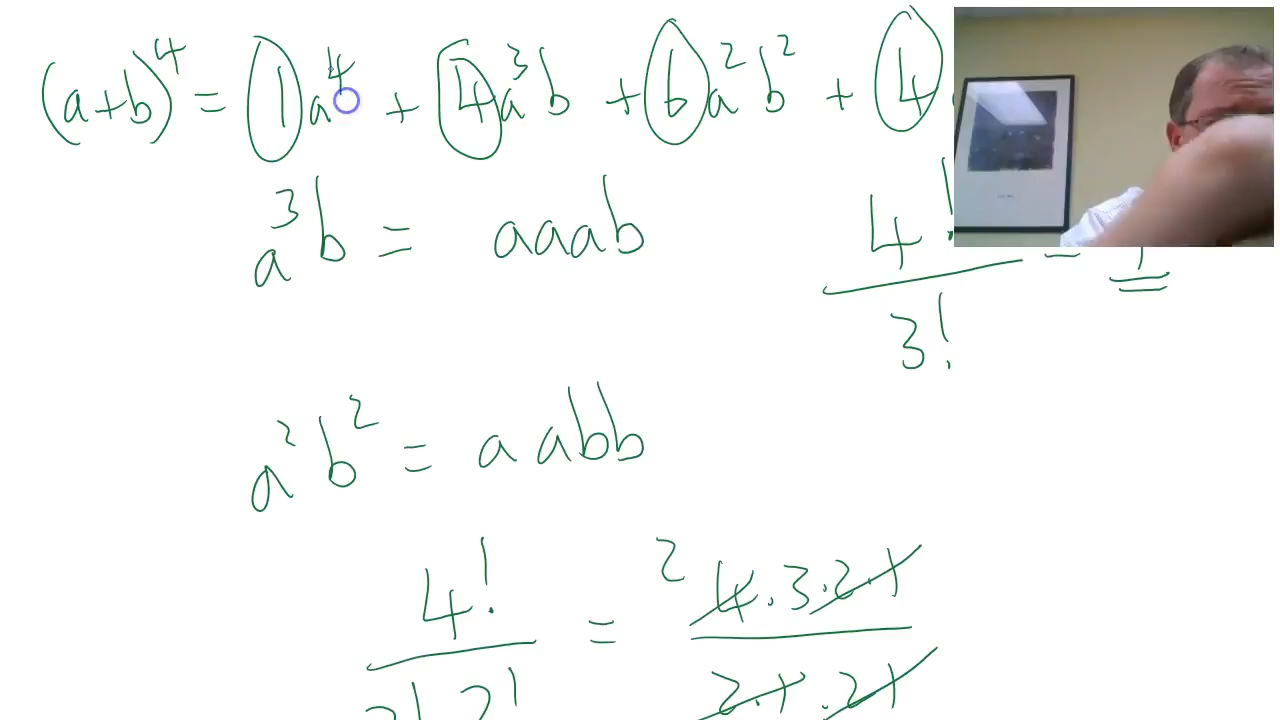 (a+b)⁴ = 1a⁴ + 4a³b + 6a²b² + 4
a³b = aaab
4!/3! =
a²b² = aabb
4!/2!2! = 2 4·3·2·1/2·1·2·1